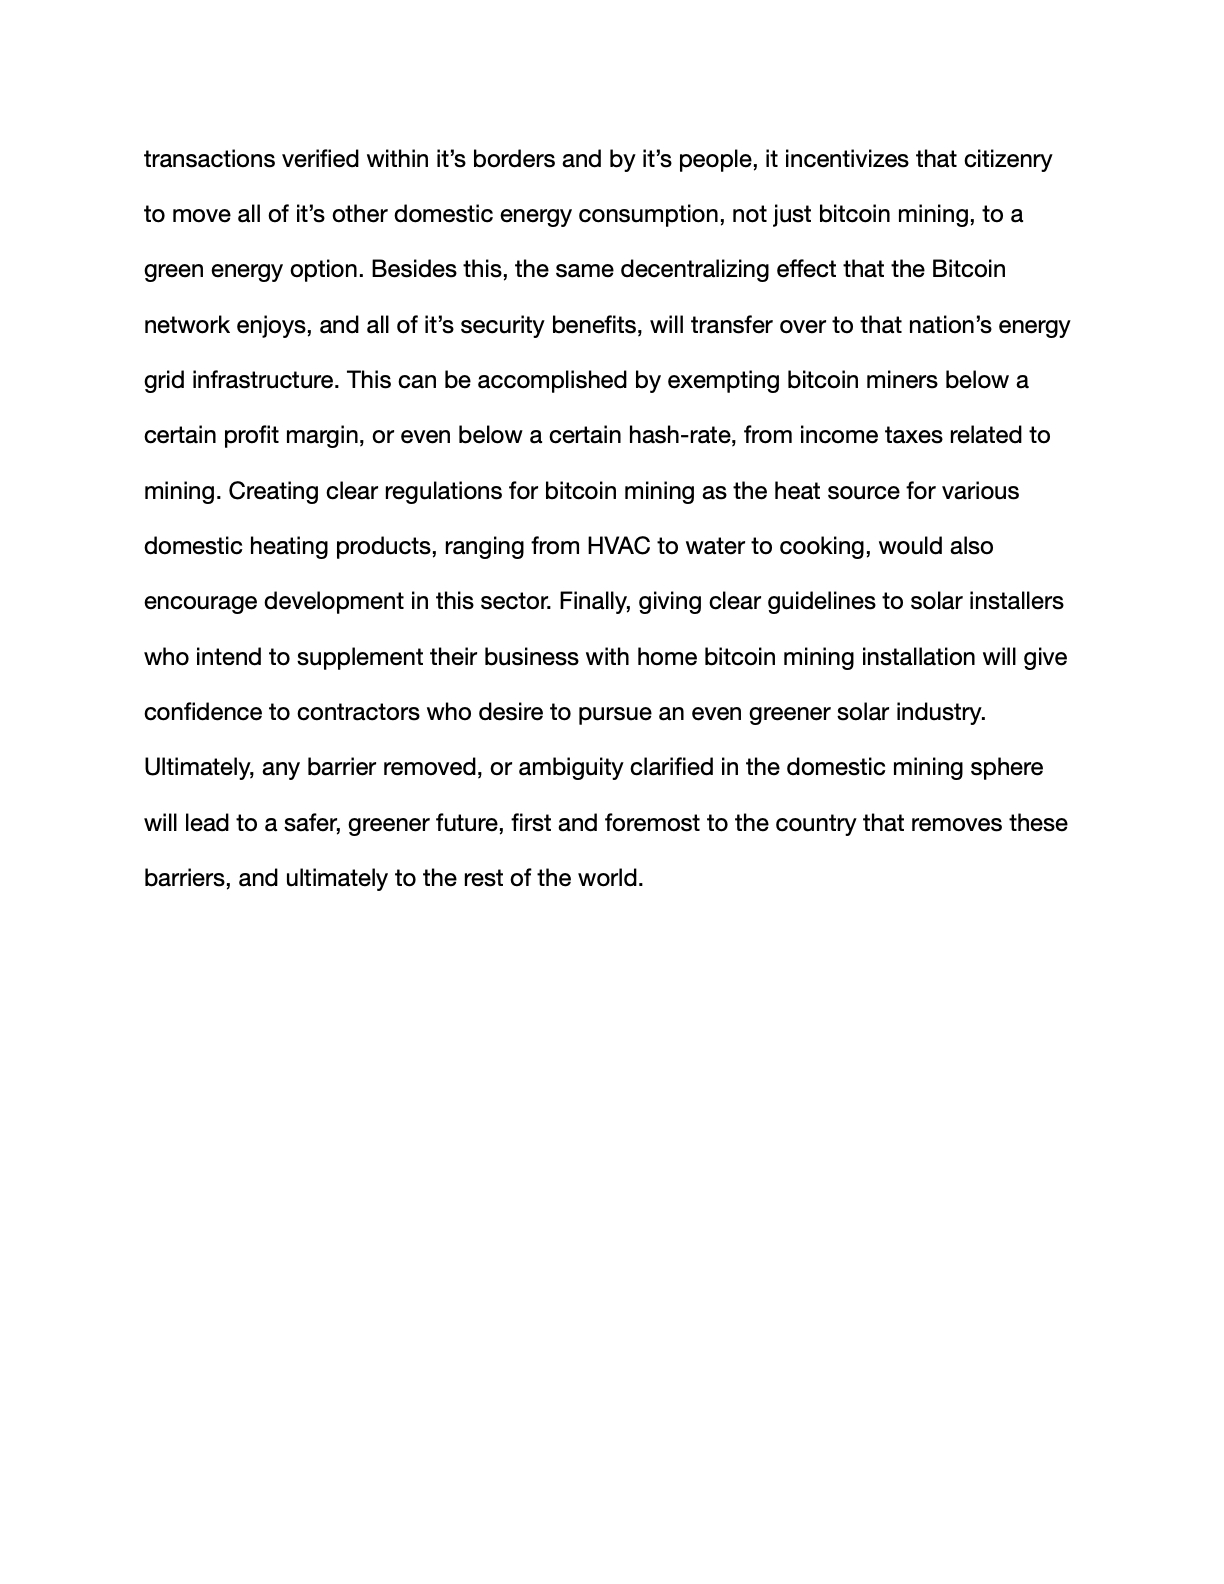 transactions verified within it’s borders and by it’s people, it incentivizes that citizenry
to move all of it’s other domestic energy consumption, not just bitcoin mining, to a
green energy option. Besides this, the same decentralizing effect that the Bitcoin
network enjoys, and all of it’s security benefits, will transfer over to that nation’s energy
grid infrastructure. This can be accomplished by exempting bitcoin miners below a
certain profit margin, or even below a certain hash-rate, from income taxes related to
mining. Creating clear regulations for bitcoin mining as the heat source for various
domestic heating products, ranging from HVAC to water to cooking, would also
encourage development in this sector. Finally, giving clear guidelines to solar installers
who intend to supplement their business with home bitcoin mining installation will give
confidence to contractors who desire to pursue an even greener solar industry.
Ultimately, any barrier removed, or ambiguity clarified in the domestic mining sphere
will lead to a safer, greener future, first and foremost to the country that removes these
barriers, and ultimately to the rest of the world.